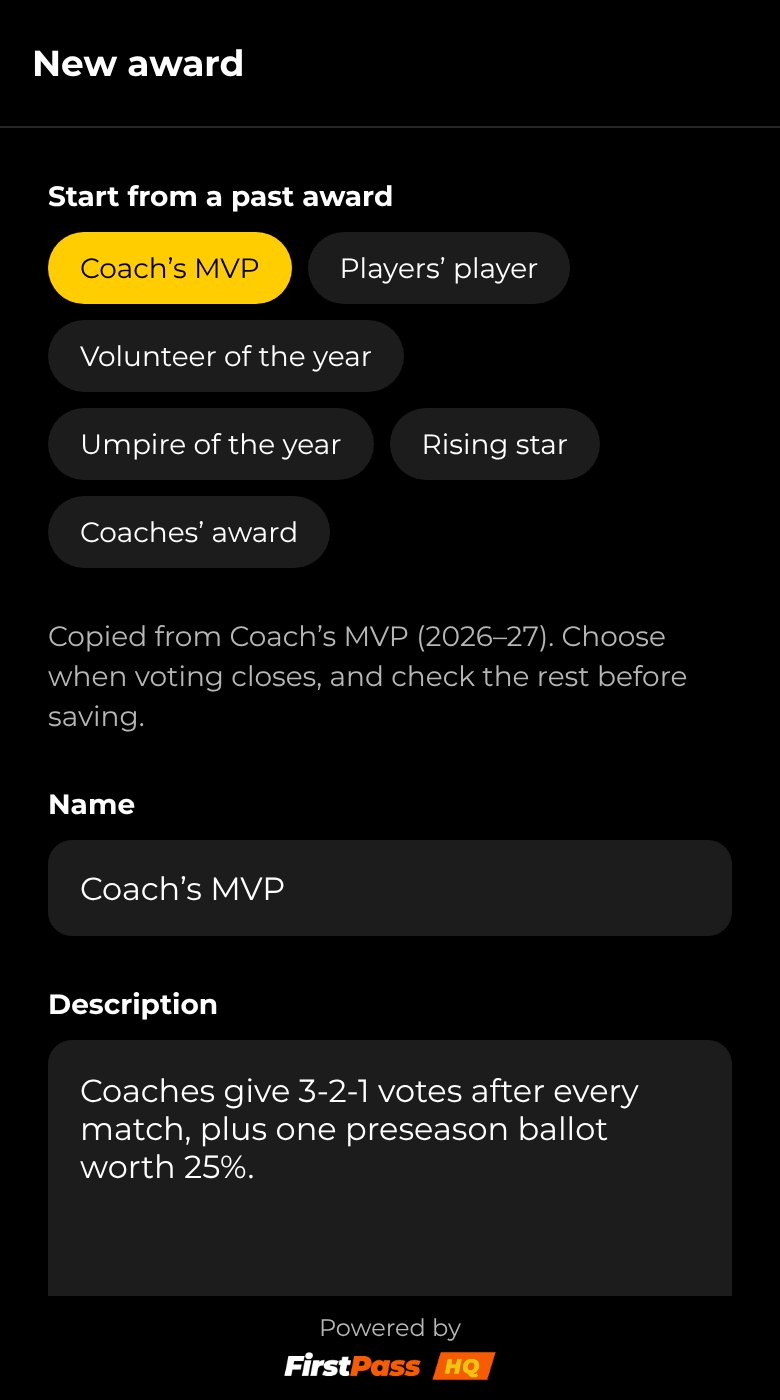 New award
Start from a past award
Coach’s MVP
Players’ player
Volunteer of the year
Umpire of the year
Rising star
Coaches’ award
Copied from Coach’s MVP (2026–27). Choose
when voting closes, and check the rest before
saving.
Name
Coach’s MVP
Description
Coaches give 3-2-1 votes after every
match, plus one preseason ballot
worth 25%.
Powered by
FirstPass HQ